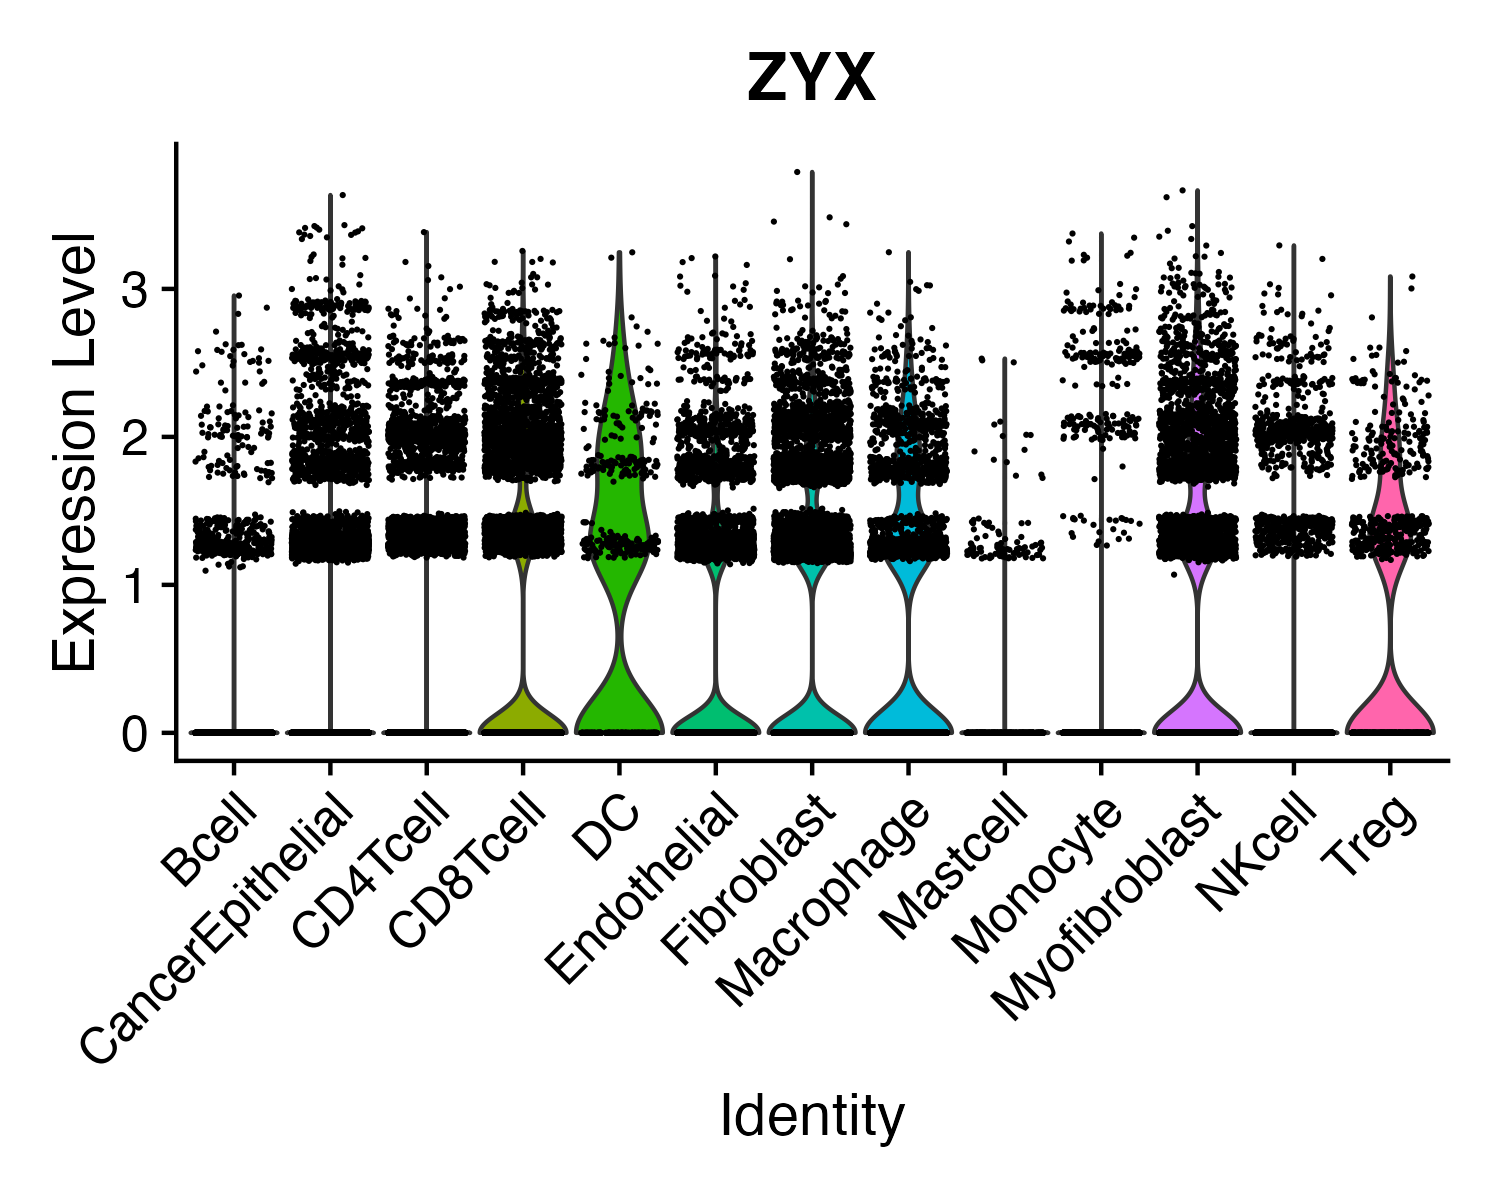 ZYX
Expression Level
3
2
1
0
Bcell
CancerEpithelial
CD4Tcell
CD8Tcell
DC
Endothelial
Fibroblast
Macrophage
Mastcell
Monocyte
Myofibroblast
NKcell
Treg
Identity